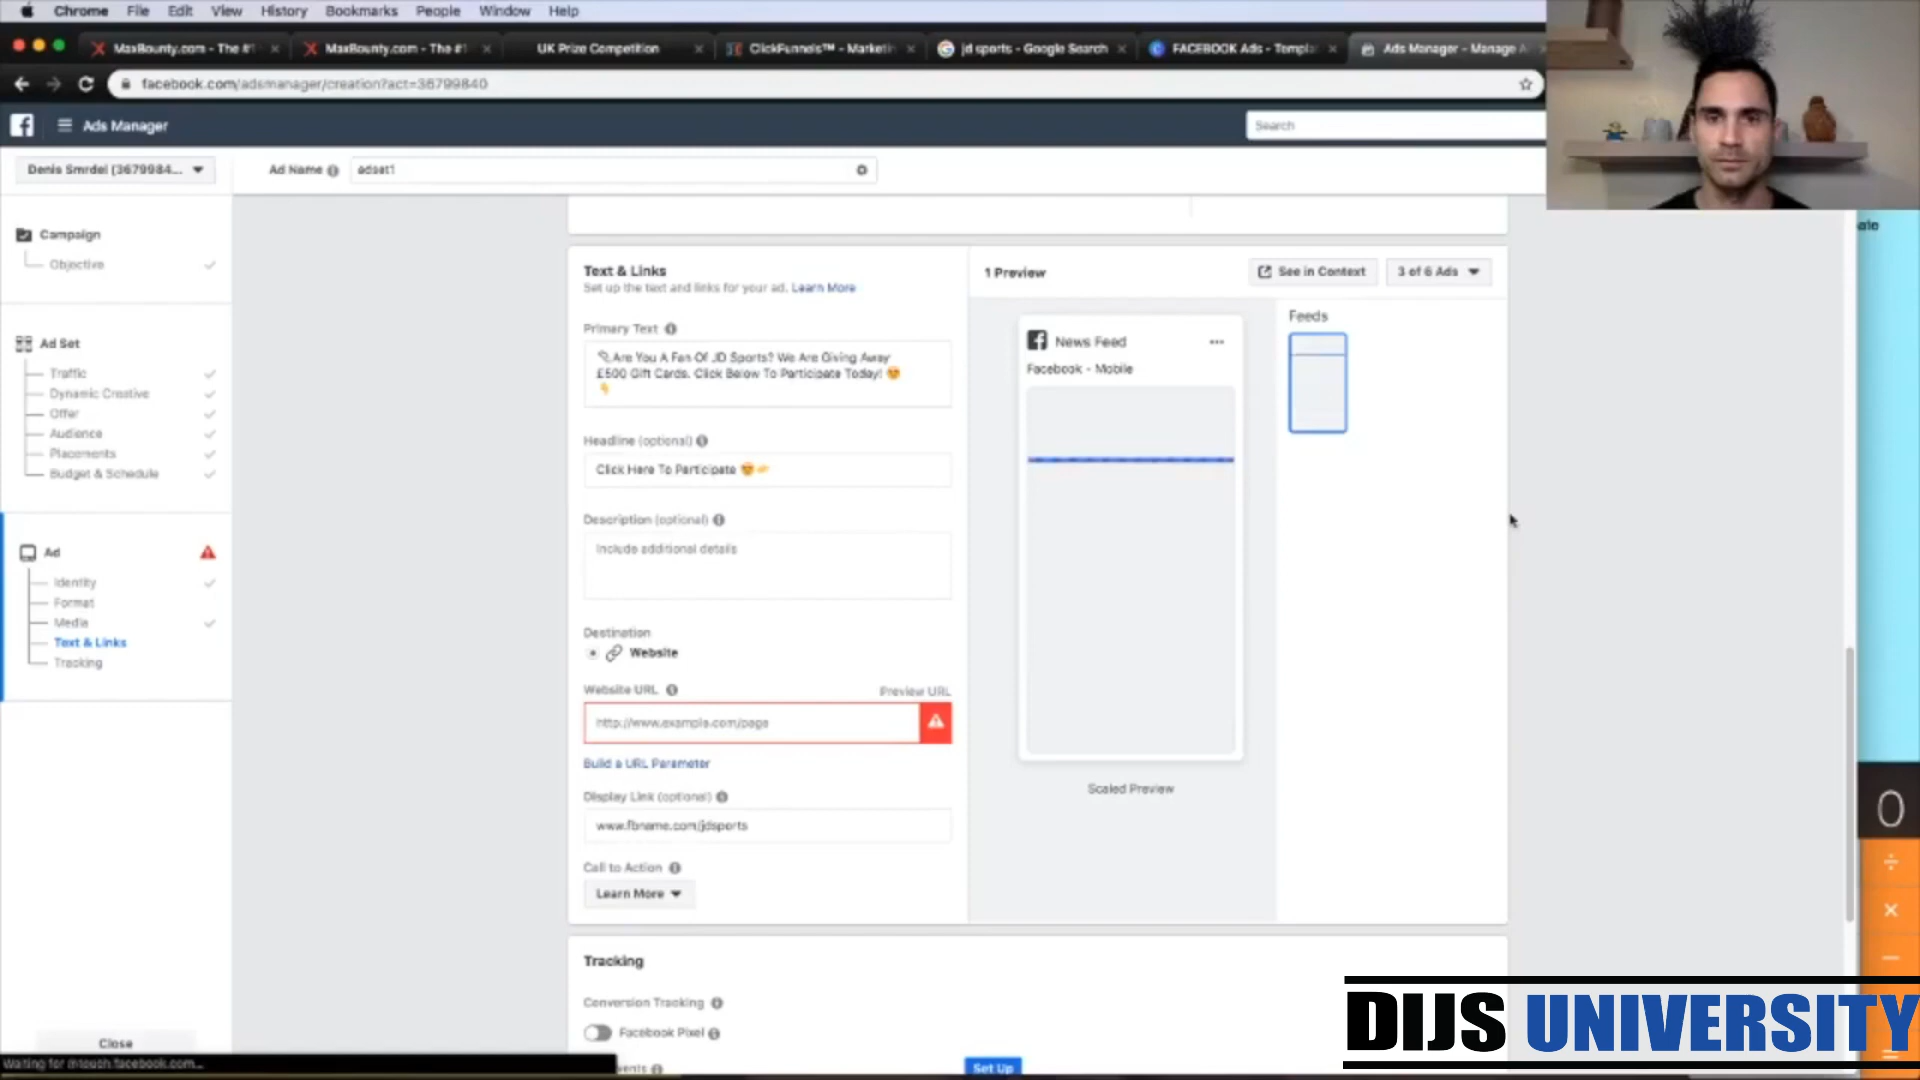 Chrome File Edit View History Bookmarks People Window Help
MaxBounty.com - The #1
MaxBounty.com - The #1
UK Prize Competition
ClickFunnels™ - Marketin
jd sports - Google Search
FACEBOOK Ads - Templa
Ads Manager - Manage A
facebook.com/adsmanager/creation?act=36799840
Ads Manager
Search
Denis Smrdel (3679984...
Ad Name
adset1
Campaign
Objective
Ad Set
Traffic
Dynamic Creative
Offer
Audience
Placements
Budget & Schedule
Ad
Identity
Format
Media
Text & Links
Tracking
Close
Text & Links
Set up the text and links for your ad. Learn More
Primary Text
Are You A Fan Of JD Sports? We Are Giving Away
£500 Gift Cards. Click Below To Participate Today!
Headline (optional)
Click Here To Participate
Description (optional)
Include additional details
Destination
Website
Website URL
Preview URL
http://www.example.com/page
Build a URL Parameter
Display Link (optional)
www.fbname.com/jdsports
Call to Action
Learn More
1 Preview
See in Context
3 of 6 Ads
News Feed
Facebook - Mobile
Scaled Preview
Feeds
Tracking
Conversion Tracking
Facebook Pixel
Set Up
0
÷
×
−
=
DIJS UNIVERSITY